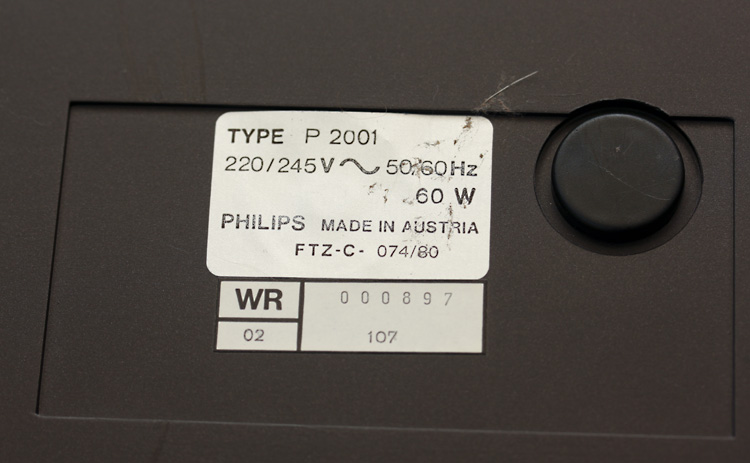 TYPE P 2001
220/245V ~ 50/60Hz
60 W
PHILIPS MADE IN AUSTRIA
FTZ-C- 074/80
WR 000897
02 107